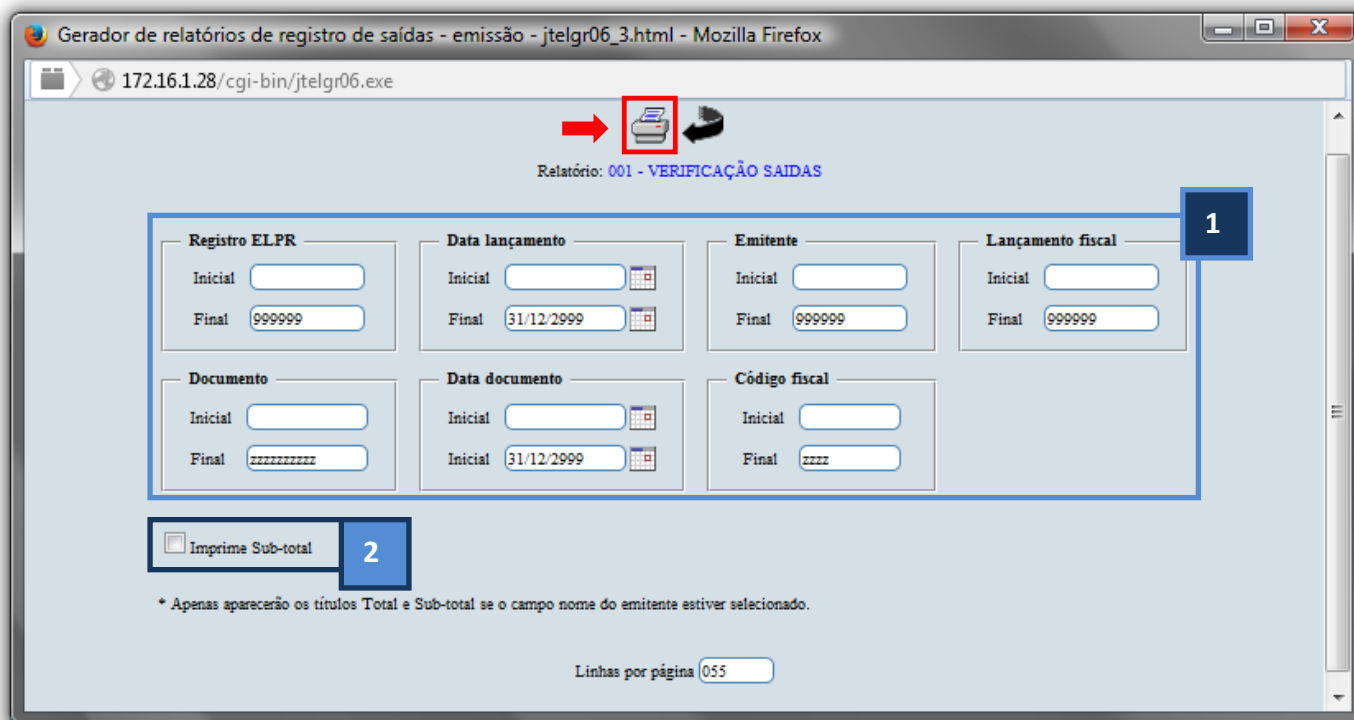 Gerador de relatórios de registro de saídas - emissão - jtelgr06_3.html - Mozilla Firefox
172.16.1.28/cgi-bin/jtelgr06.exe
Relatório: 001 - VERIFICAÇÃO SAIDAS
1
Registro ELPR Data lançamento Emitente Lançamento fiscal
Inicial Inicial Inicial Inicial
Final 999999 Final 31/12/2999 Final 999999 Final 999999
Documento Data documento Código fiscal
Inicial Inicial Inicial
Final zzzzzzzzzz Inicial 31/12/2999 Final zzzz
Imprime Sub-total 2
* Apenas aparecerão os títulos Total e Sub-total se o campo nome do emitente estiver selecionado.
Linhas por página 055